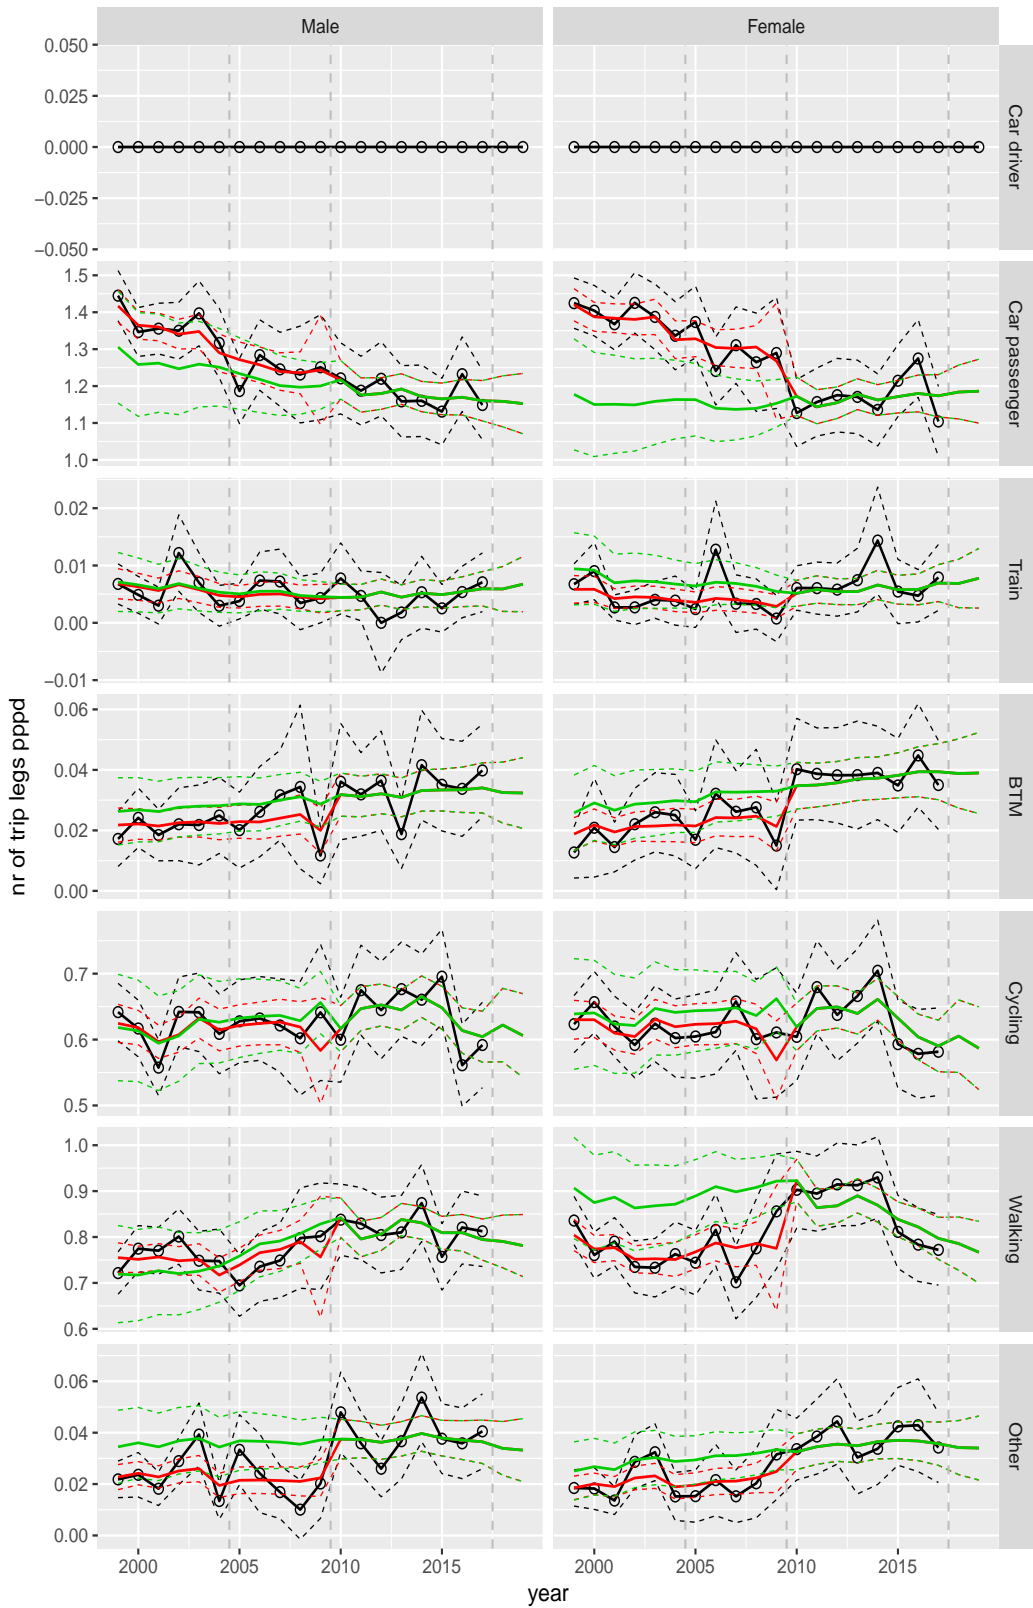 Male Female
0.050
0.025
0.000
−0.025
−0.050
Car driver
1.5
1.4
1.3
1.2
1.1
1.0
Car passenger
0.02
0.01
0.00
−0.01
Train
0.06
0.04
0.02
0.00
BTM
nr of trip legs pppd
0.7
0.6
0.5
Cycling
1.0
0.9
0.8
0.7
0.6
Walking
0.06
0.04
0.02
0.00
Other
2000 2005 2010 2015 2000 2005 2010 2015
year